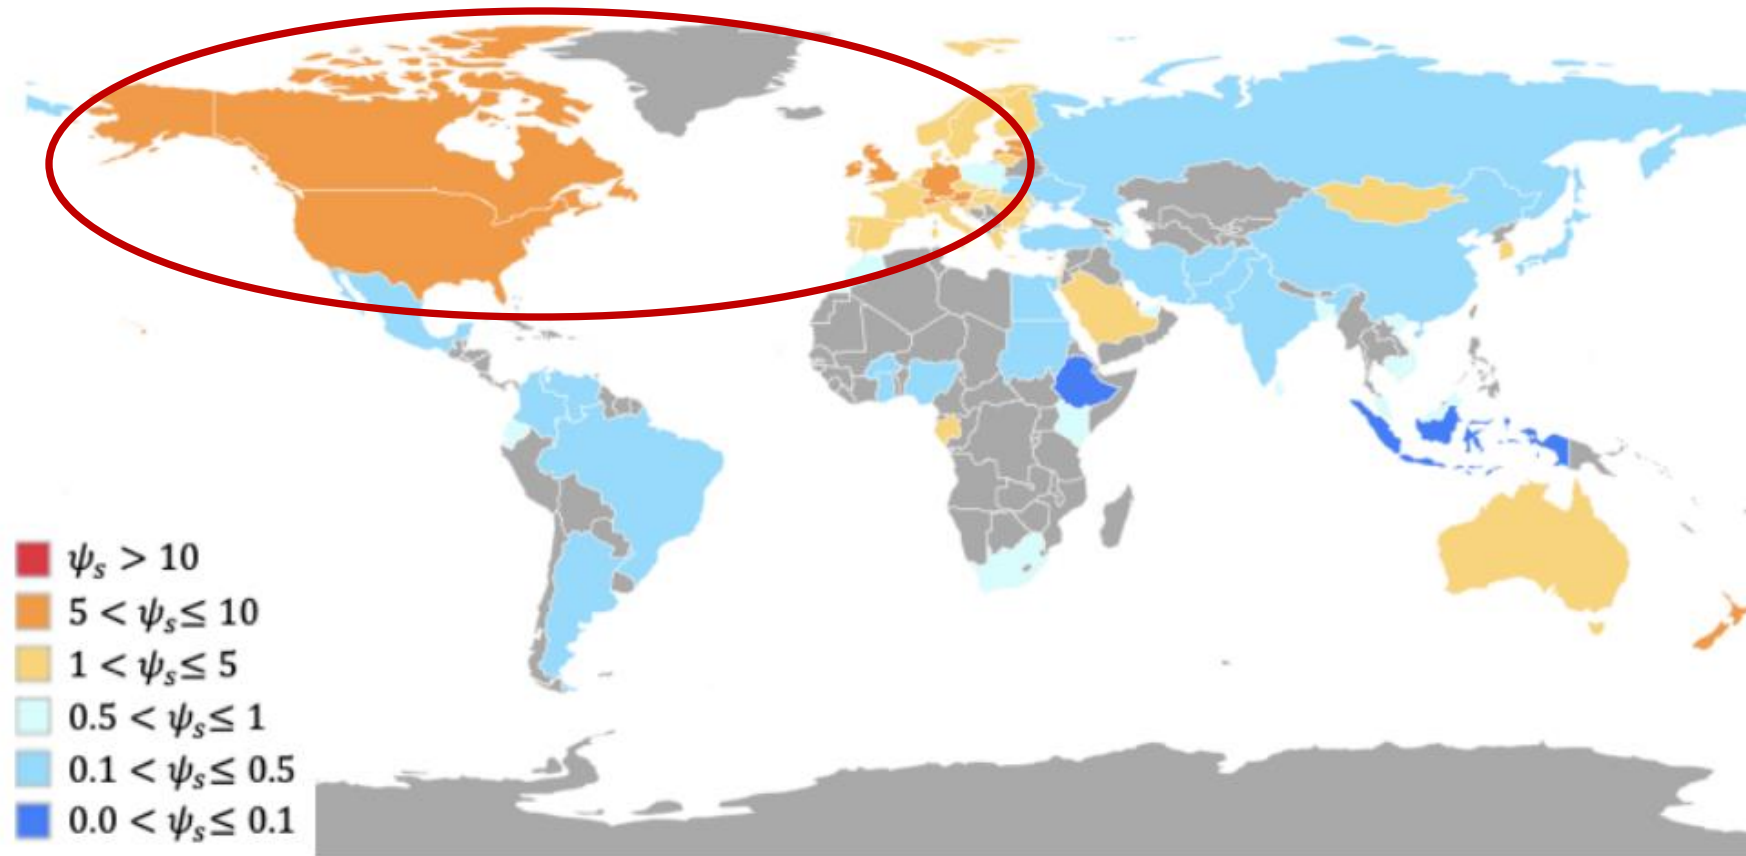 ψₛ > 10
5 < ψₛ ≤ 10
1 < ψₛ ≤ 5
0.5 < ψₛ ≤ 1
0.1 < ψₛ ≤ 0.5
0.0 < ψₛ ≤ 0.1